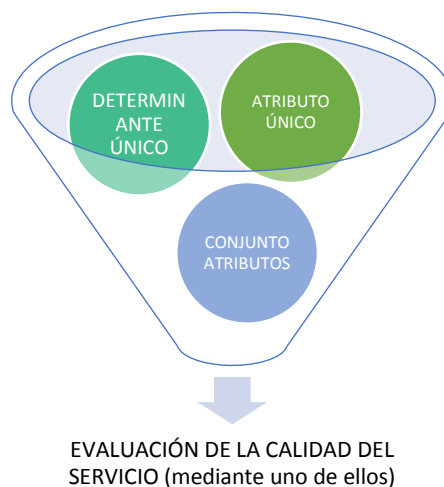 DETERMIN
ANTE
ÚNICO
ATRIBUTO
ÚNICO
CONJUNTO
ATRIBUTOS
EVALUACIÓN DE LA CALIDAD DEL
SERVICIO (mediante uno de ellos)